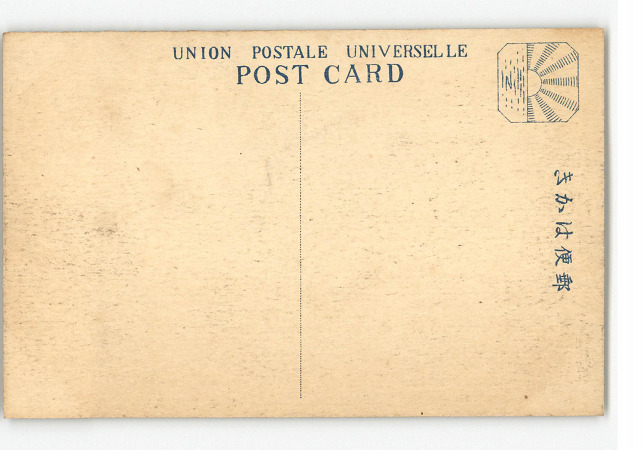 UNION POSTALE UNIVERSELLE
POST CARD
郵便はかき